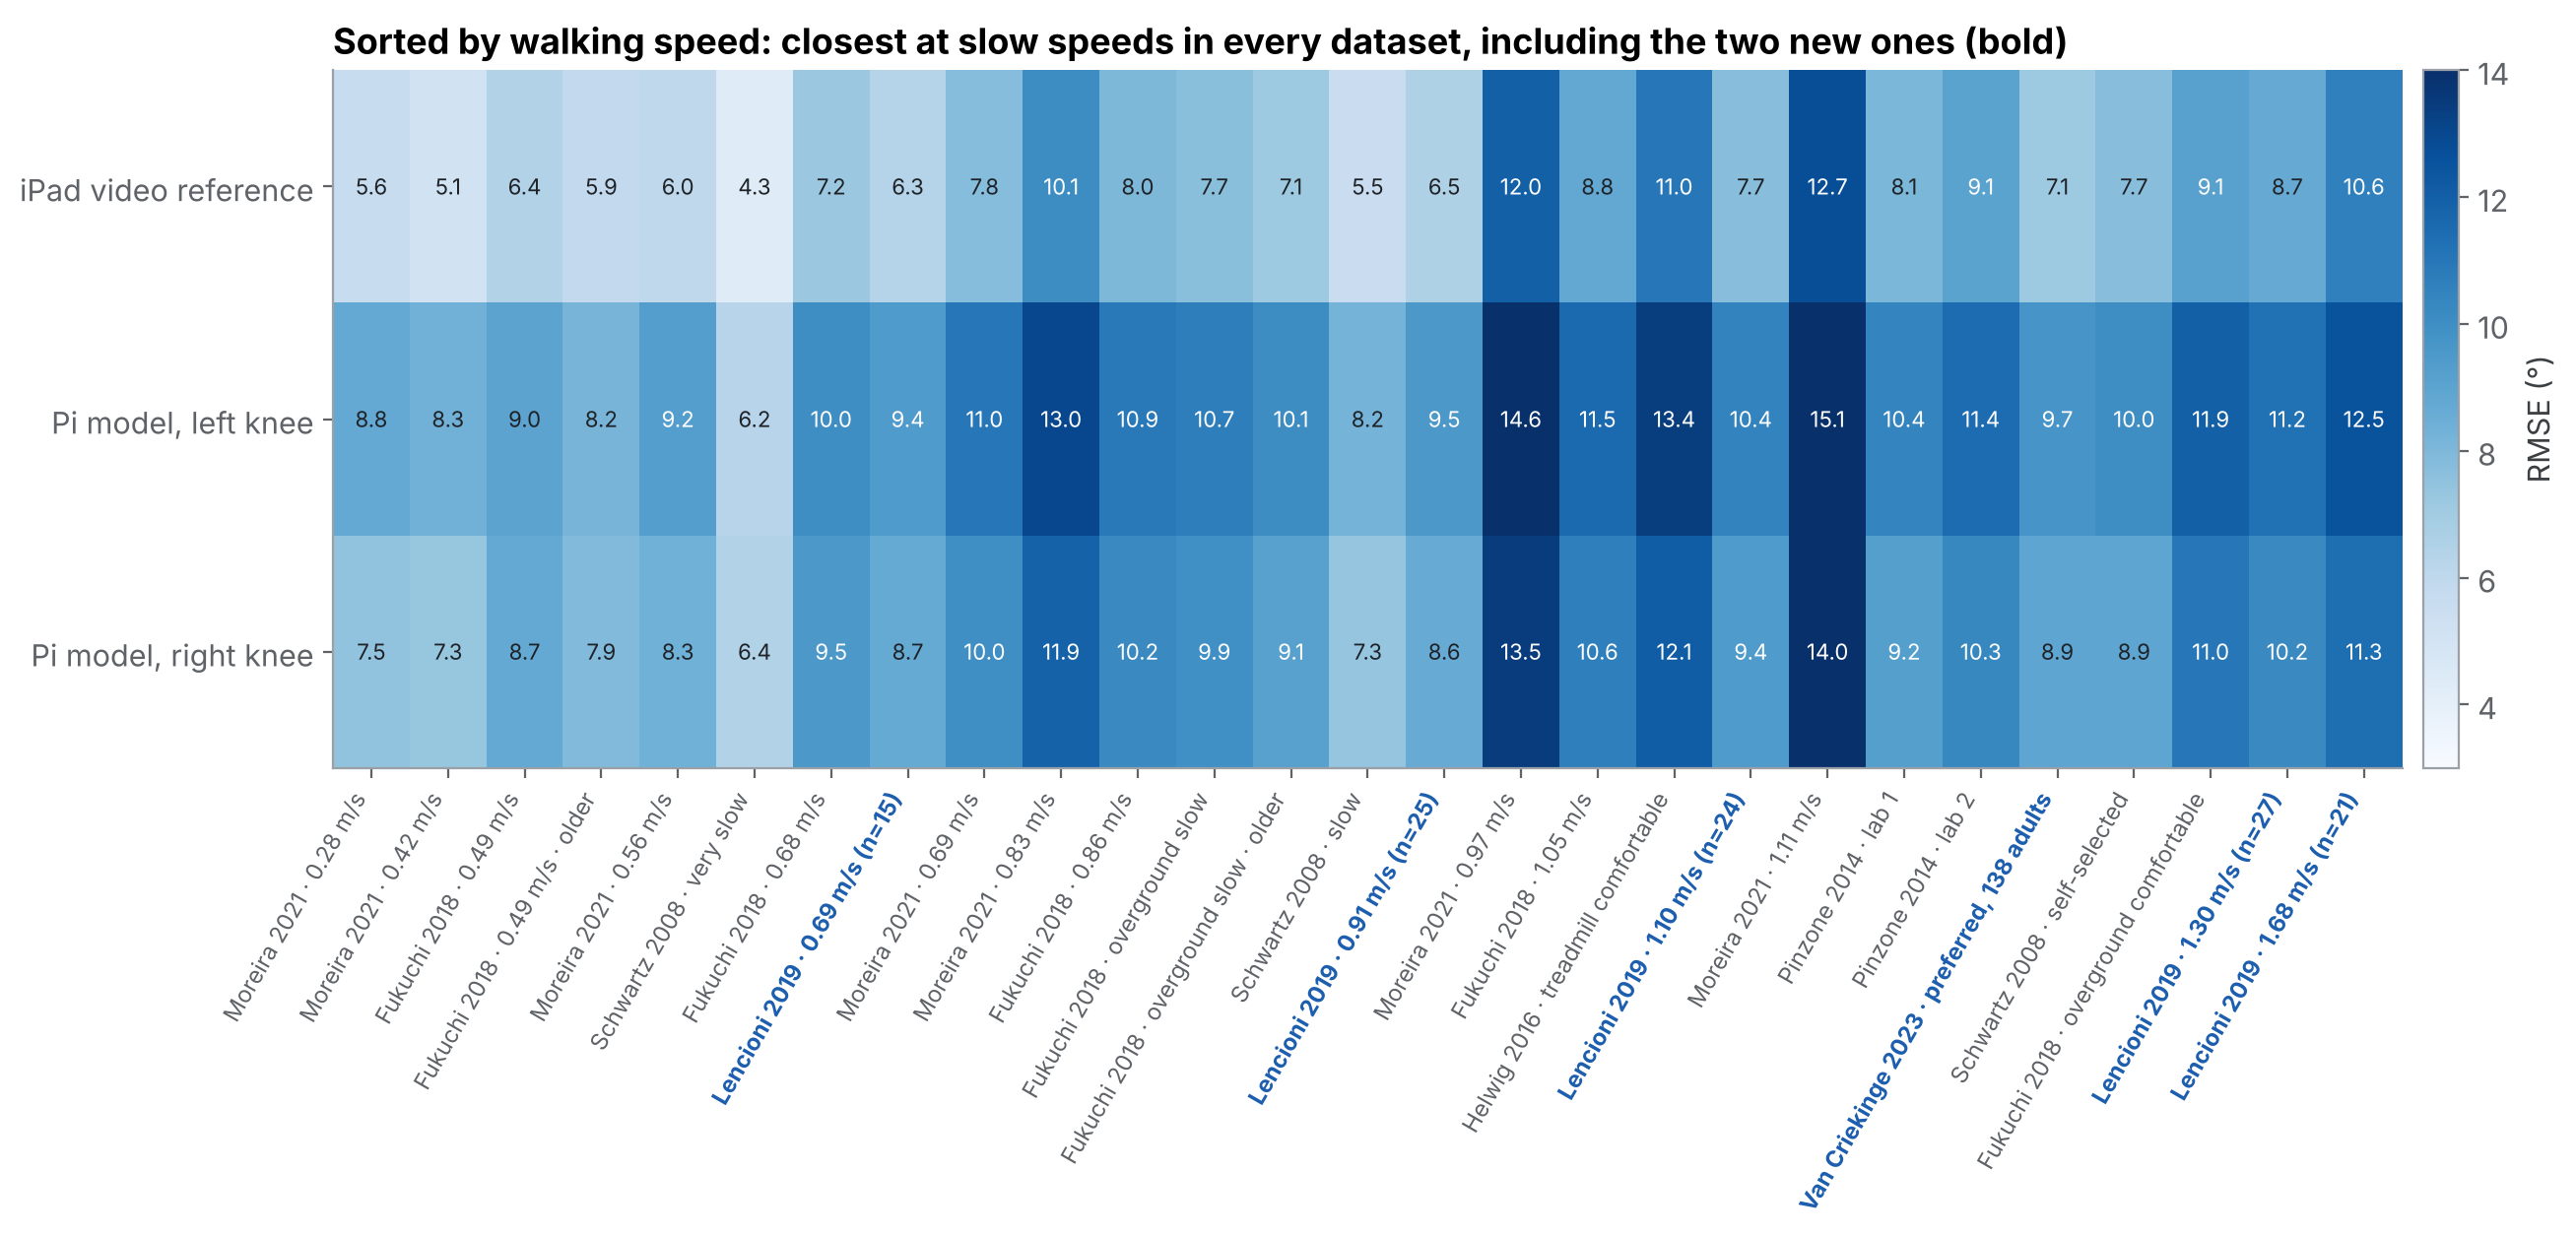 Sorted by walking speed: closest at slow speeds in every dataset, including the two new ones (bold)
iPad video reference
5.6 5.1 6.4 5.9 6.0 4.3 7.2 6.3 7.8 10.1 8.0 7.7 7.1 5.5 6.5 12.0 8.8 11.0 7.7 12.7 8.1 9.1 7.1 7.7 9.1 8.7 10.6
Pi model, left knee
8.8 8.3 9.0 8.2 9.2 6.2 10.0 9.4 11.0 13.0 10.9 10.7 10.1 8.2 9.5 14.6 11.5 13.4 10.4 15.1 10.4 11.4 9.7 10.0 11.9 11.2 12.5
Pi model, right knee
7.5 7.3 8.7 7.9 8.3 6.4 9.5 8.7 10.0 11.9 10.2 9.9 9.1 7.3 8.6 13.5 10.6 12.1 9.4 14.0 9.2 10.3 8.9 8.9 11.0 10.2 11.3
Moreira 2021 · 0.28 m/s
Moreira 2021 · 0.42 m/s
Fukuchi 2018 · 0.49 m/s
Fukuchi 2018 · 0.49 m/s · older
Moreira 2021 · 0.56 m/s
Schwartz 2008 · very slow
Fukuchi 2018 · 0.68 m/s
Lencioni 2019 · 0.69 m/s (n=15)
Moreira 2021 · 0.69 m/s
Moreira 2021 · 0.83 m/s
Fukuchi 2018 · 0.86 m/s
Fukuchi 2018 · overground slow
Fukuchi 2018 · overground slow · older
Schwartz 2008 · slow
Lencioni 2019 · 0.91 m/s (n=25)
Moreira 2021 · 0.97 m/s
Fukuchi 2018 · 1.05 m/s
Helwig 2016 · treadmill comfortable
Lencioni 2019 · 1.10 m/s (n=24)
Moreira 2021 · 1.11 m/s
Pinzone 2014 · lab 1
Pinzone 2014 · lab 2
Van Criekinge 2023 · preferred, 138 adults
Schwartz 2008 · self-selected
Fukuchi 2018 · overground comfortable
Lencioni 2019 · 1.30 m/s (n=27)
Lencioni 2019 · 1.68 m/s (n=21)
14
12
10
8
6
4
RMSE (°)